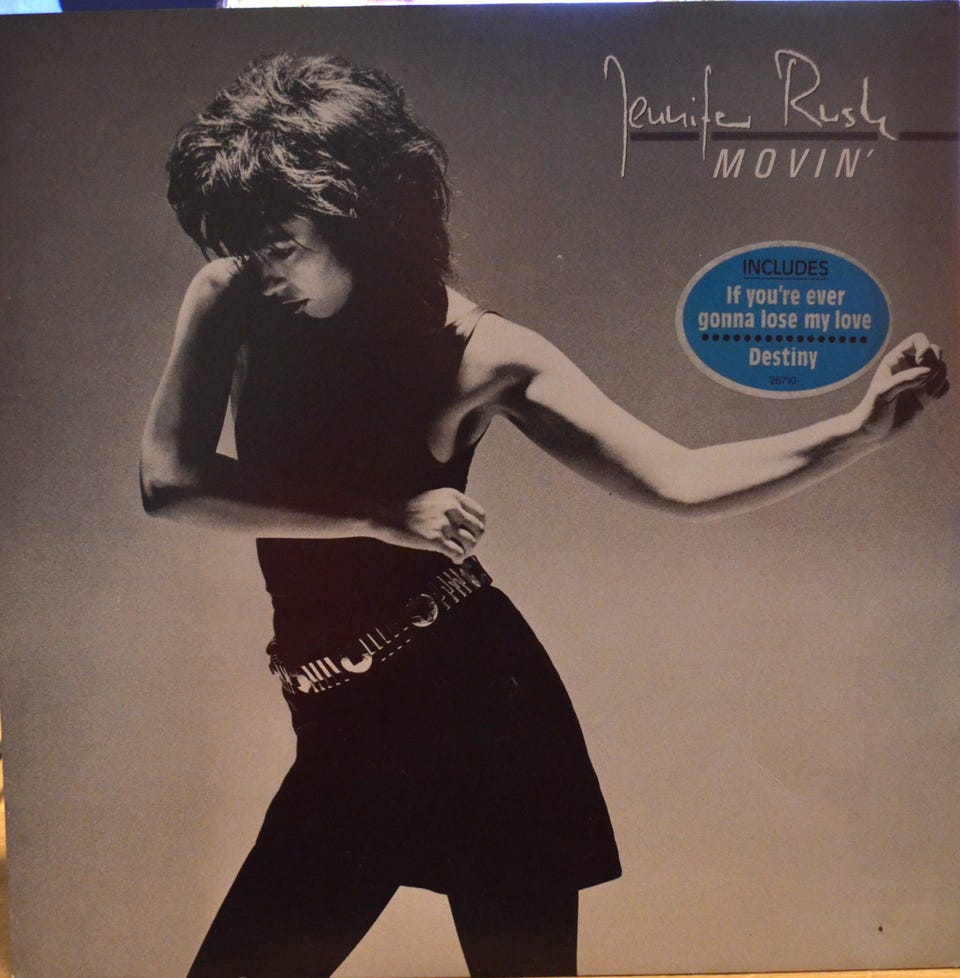 Jennifer Rush
MOVIN'
INCLUDES
If you're ever
gonna lose my love
Destiny
26710